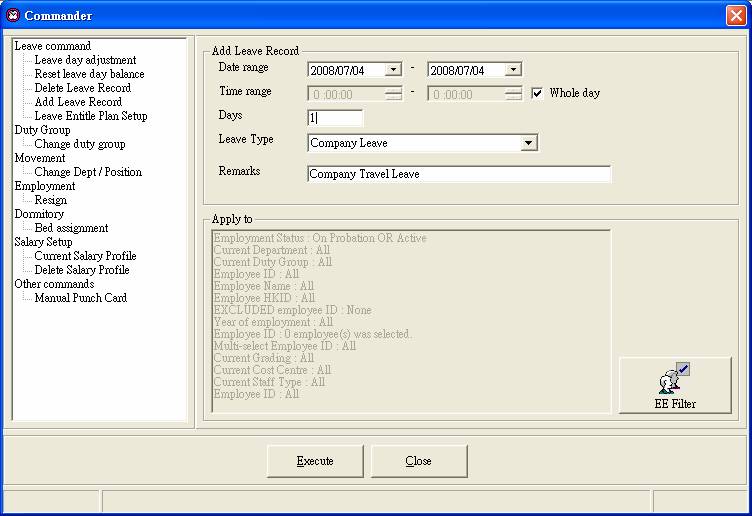 Commander
Leave command
Leave day adjustment
Reset leave day balance
Delete Leave Record
Add Leave Record
Leave Entitle Plan Setup
Duty Group
Change duty group
Movement
Change Dept / Position
Employment
Resign
Dormitory
Bed assignment
Salary Setup
Current Salary Profile
Delete Salary Profile
Other commands
Manual Punch Card
Add Leave Record
Date range 2008/07/04 - 2008/07/04
Time range 0 :00:00 - 0 :00:00 Whole day
Days 1
Leave Type Company Leave
Remarks Company Travel Leave
Apply to
Employment Status : On Probation OR Active
Current Department : All
Current Duty Group : All
Employee ID : All
Employee Name : All
Employee HKID : All
EXCLUDED employee ID : None
Year of employment : All
Employee ID : 0 employee(s) was selected.
Multi-select Employee ID : All
Current Grading : All
Current Cost Centre : All
Current Staff Type : All
Employee ID : All
EE Filter
Execute Close